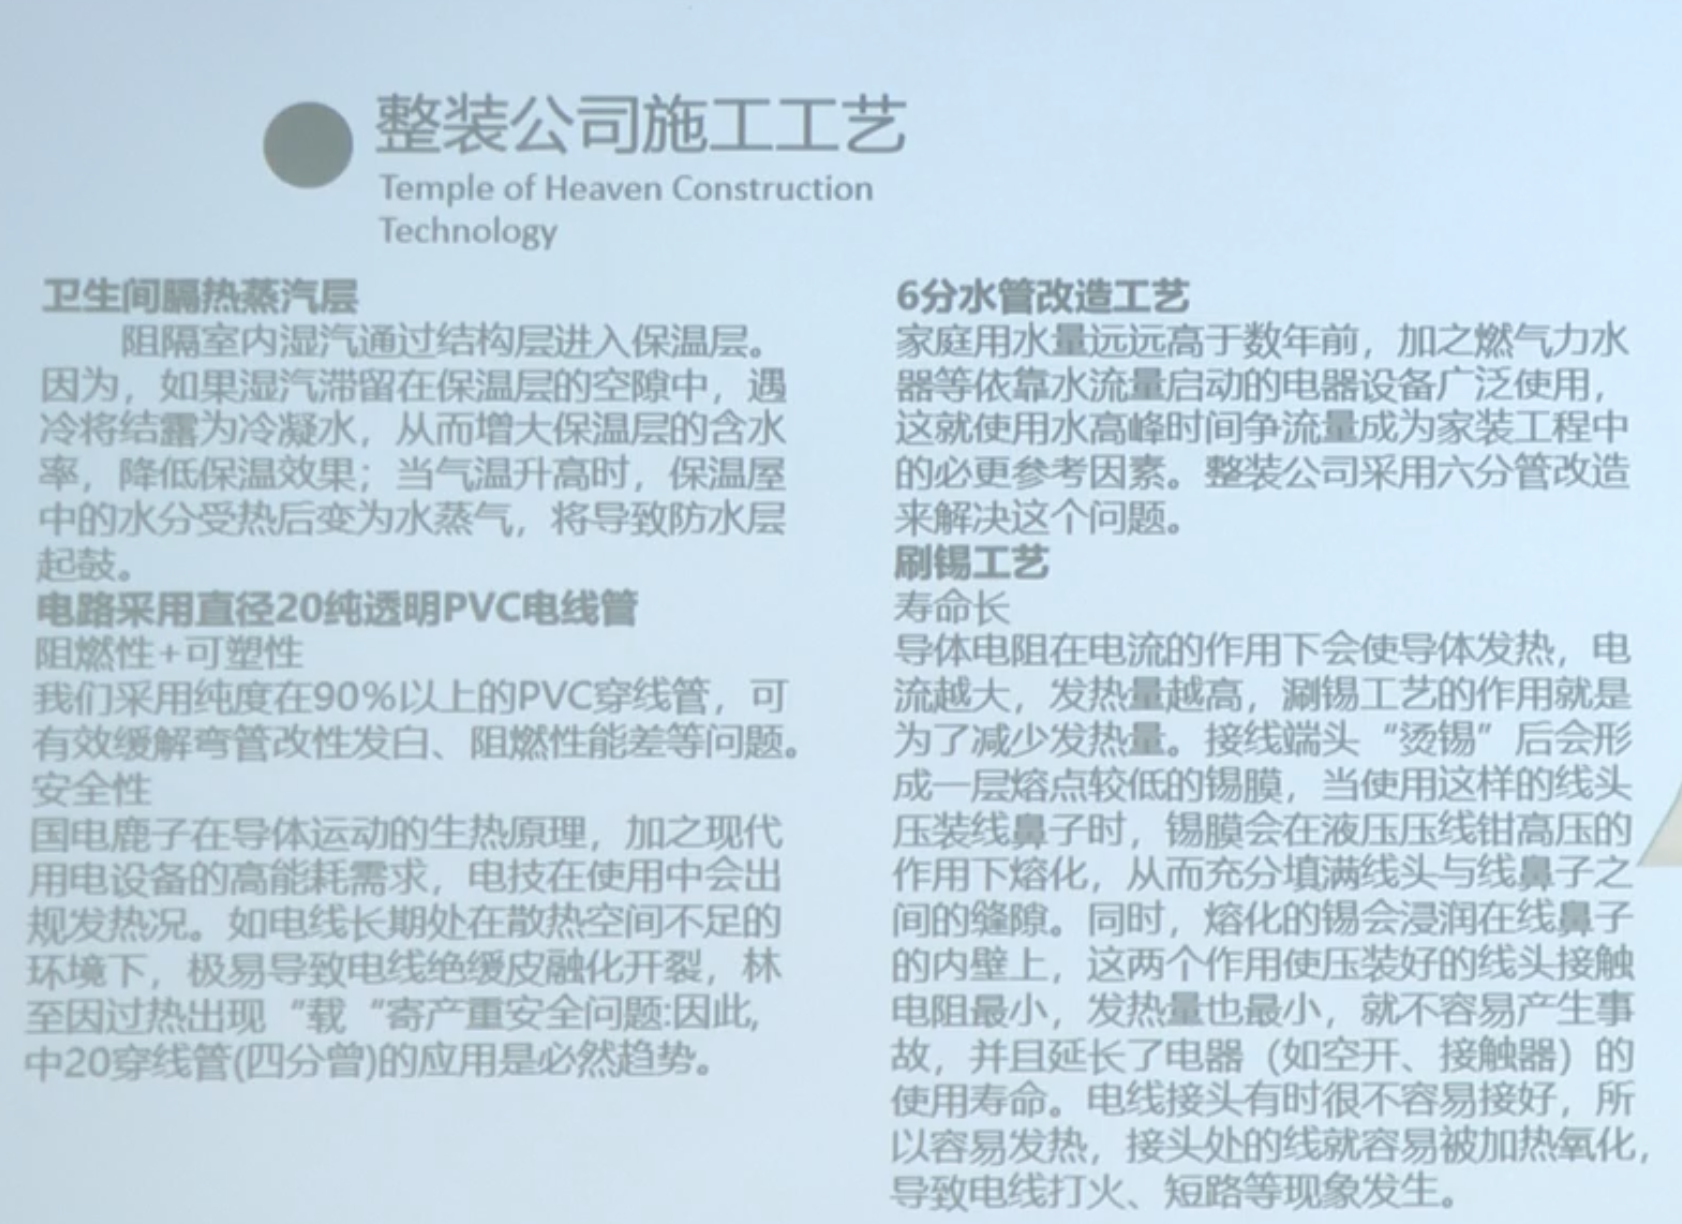 整装公司施工工艺
Temple of Heaven Construction
Technology
卫生间膈热蒸汽层
阻隔室内湿汽通过结构层进入保温层。
因为，如果湿汽滞留在保温层的空隙中，遇
冷将结露为冷凝水，从而增大保温层的含水
率，降低保温效果；当气温升高时，保温屋
中的水分受热后变为水蒸气，将导致防水层
起鼓。
电路采用直径20纯透明PVC电线管
阻燃性+可塑性
我们采用纯度在90%以上的PVC穿线管，可
有效缓解弯管改性发白、阻燃性能差等问题。
安全性
国电鹿子在导体运动的生热原理，加之现代
用电设备的高能耗需求，电技在使用中会出
规发热况。如电线长期处在散热空间不足的
环境下，极易导致电线绝缓皮融化开裂，林
至因过热出现“载“寄产重安全问题:因此,
中20穿线管(四分曾)的应用是必然趋势。
6分水管改造工艺
家庭用水量远远高于数年前，加之燃气力水
器等依靠水流量启动的电器设备广泛使用，
这就使用水高峰时间争流量成为家装工程中
的必更参考因素。整装公司采用六分管改造
来解决这个问题。
刷锡工艺
寿命长
导体电阻在电流的作用下会使导体发热，电
流越大，发热量越高，涮锡工艺的作用就是
为了减少发热量。接线端头“烫锡”后会形
成一层熔点较低的锡膜，当使用这样的线头
压装线鼻子时，锡膜会在液压压线钳高压的
作用下熔化，从而充分填满线头与线鼻子之
间的缝隙。同时，熔化的锡会浸润在线鼻子
的内壁上，这两个作用使压装好的线头接触
电阻最小，发热量也最小，就不容易产生事
故，并且延长了电器（如空开、接触器）的
使用寿命。电线接头有时很不容易接好，所
以容易发热，接头处的线就容易被加热氧化，
导致电线打火、短路等现象发生。